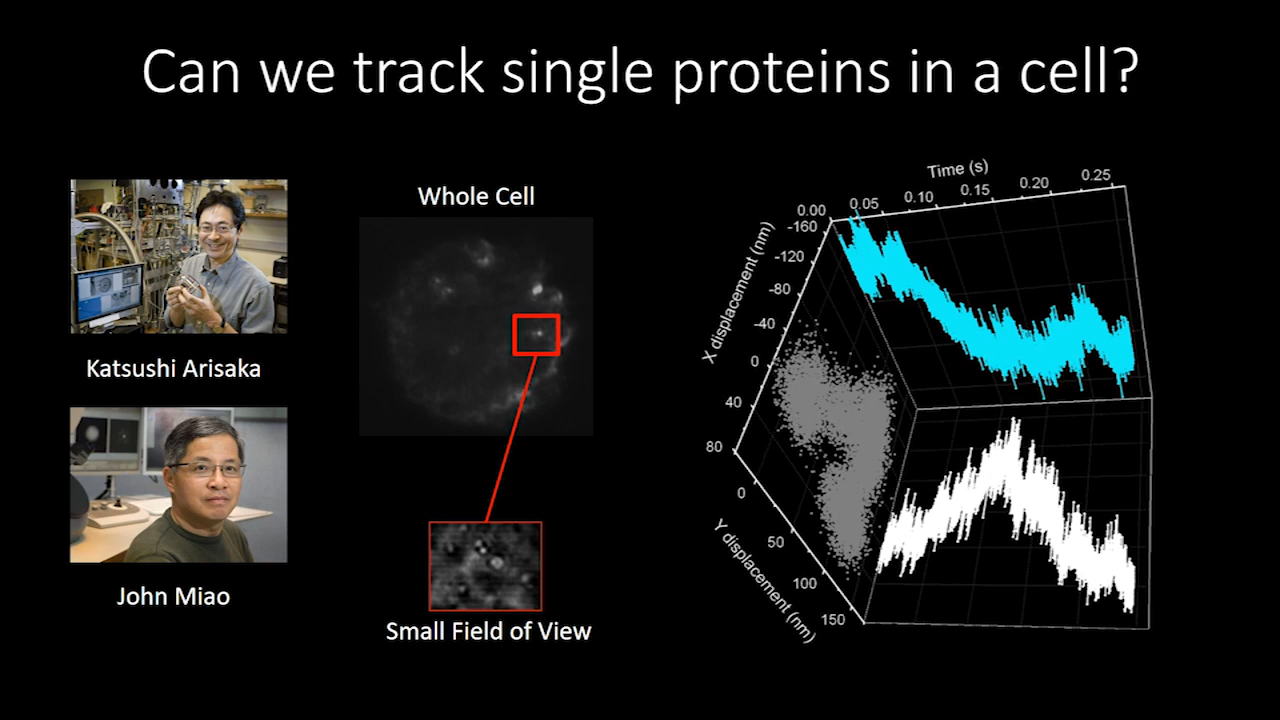 Can we track single proteins in a cell?
Katsushi Arisaka
John Miao
Whole Cell
Small Field of View
Time (s)
0.00
0.05
0.10
0.15
0.20
0.25
X displacement (nm)
-160
-120
-80
-40
0
40
80
Y displacement (nm)
0
50
100
150